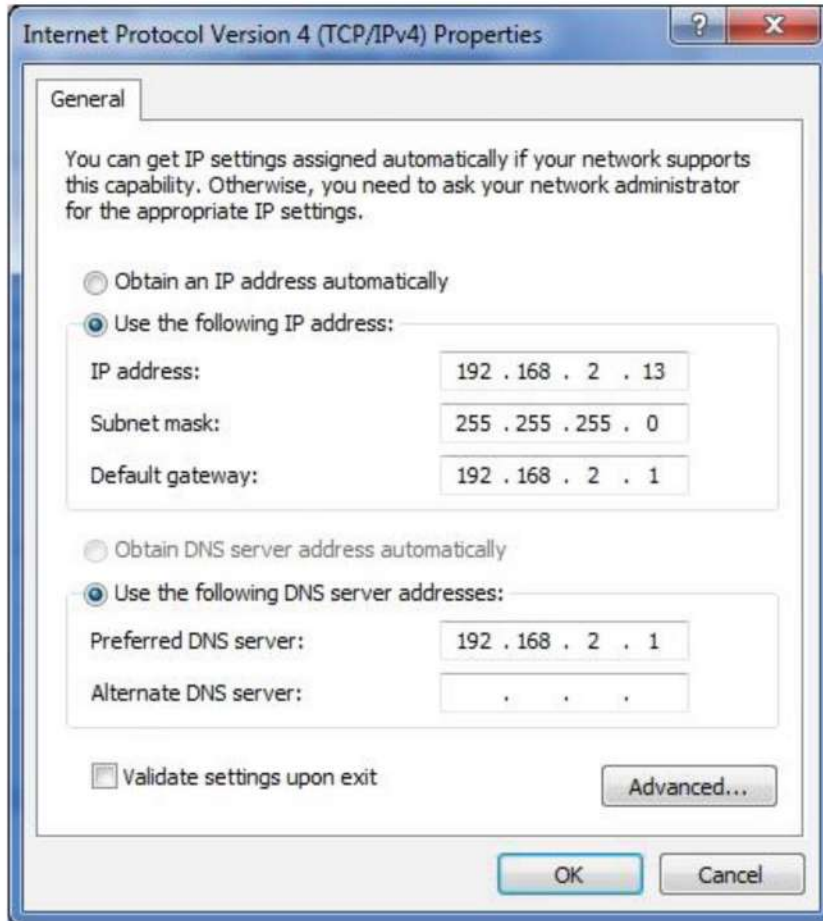 Internet Protocol Version 4 (TCP/IPv4) Properties
?
X
General
You can get IP settings assigned automatically if your network supports
this capability. Otherwise, you need to ask your network administrator
for the appropriate IP settings.
Obtain an IP address automatically
Use the following IP address:
IP address: 192 . 168 . 2 . 13
Subnet mask: 255 . 255 . 255 . 0
Default gateway: 192 . 168 . 2 . 1
Obtain DNS server address automatically
Use the following DNS server addresses:
Preferred DNS server: 192 . 168 . 2 . 1
Alternate DNS server: . . .
Validate settings upon exit
Advanced...
OK Cancel